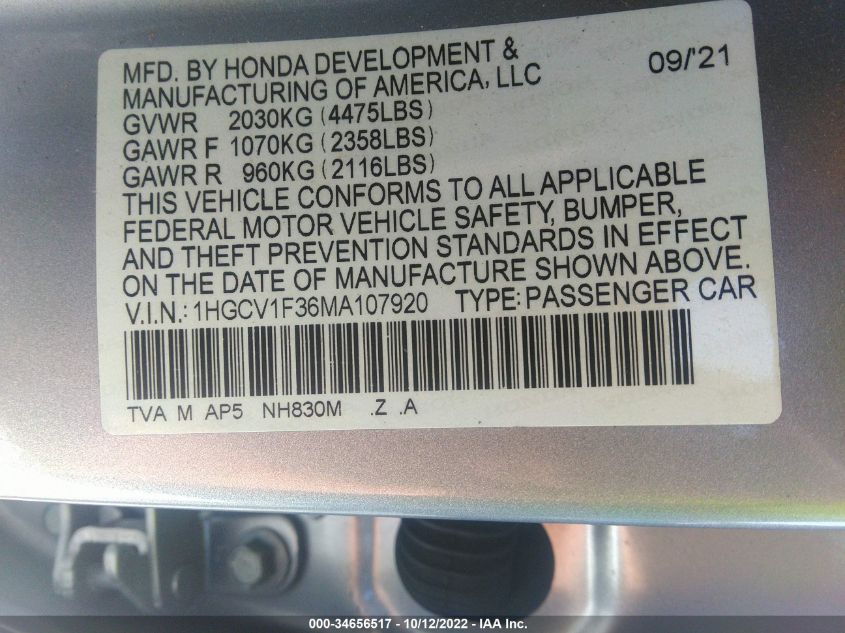 MFD. BY HONDA DEVELOPMENT & 09/'21
MANUFACTURING OF AMERICA, LLC
GVWR 2030KG (4475LBS)
GAWR F 1070KG (2358LBS)
GAWR R 960KG (2116LBS)
THIS VEHICLE CONFORMS TO ALL APPLICABLE
FEDERAL MOTOR VEHICLE SAFETY, BUMPER,
AND THEFT PREVENTION STANDARDS IN EFFECT
ON THE DATE OF MANUFACTURE SHOWN ABOVE.
V.I.N.: 1HGCV1F36MA107920 TYPE: PASSENGER CAR
TVA M AP5 NH830M .Z .A
000-34656517 - 10/12/2022 - IAA Inc.